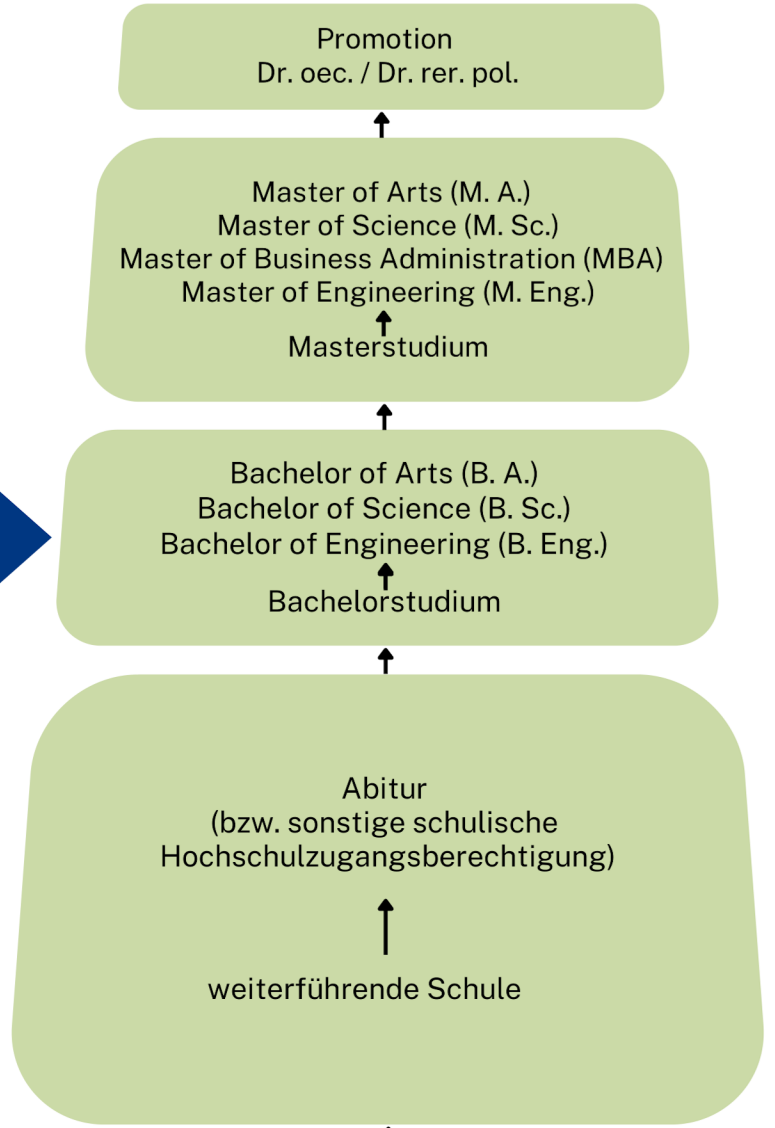 Promotion
Dr. oec. / Dr. rer. pol.
Master of Arts (M. A.)
Master of Science (M. Sc.)
Master of Business Administration (MBA)
Master of Engineering (M. Eng.)
Masterstudium
Bachelor of Arts (B. A.)
Bachelor of Science (B. Sc.)
Bachelor of Engineering (B. Eng.)
Bachelorstudium
Abitur
(bzw. sonstige schulische
Hochschulzugangsberechtigung)
weiterführende Schule